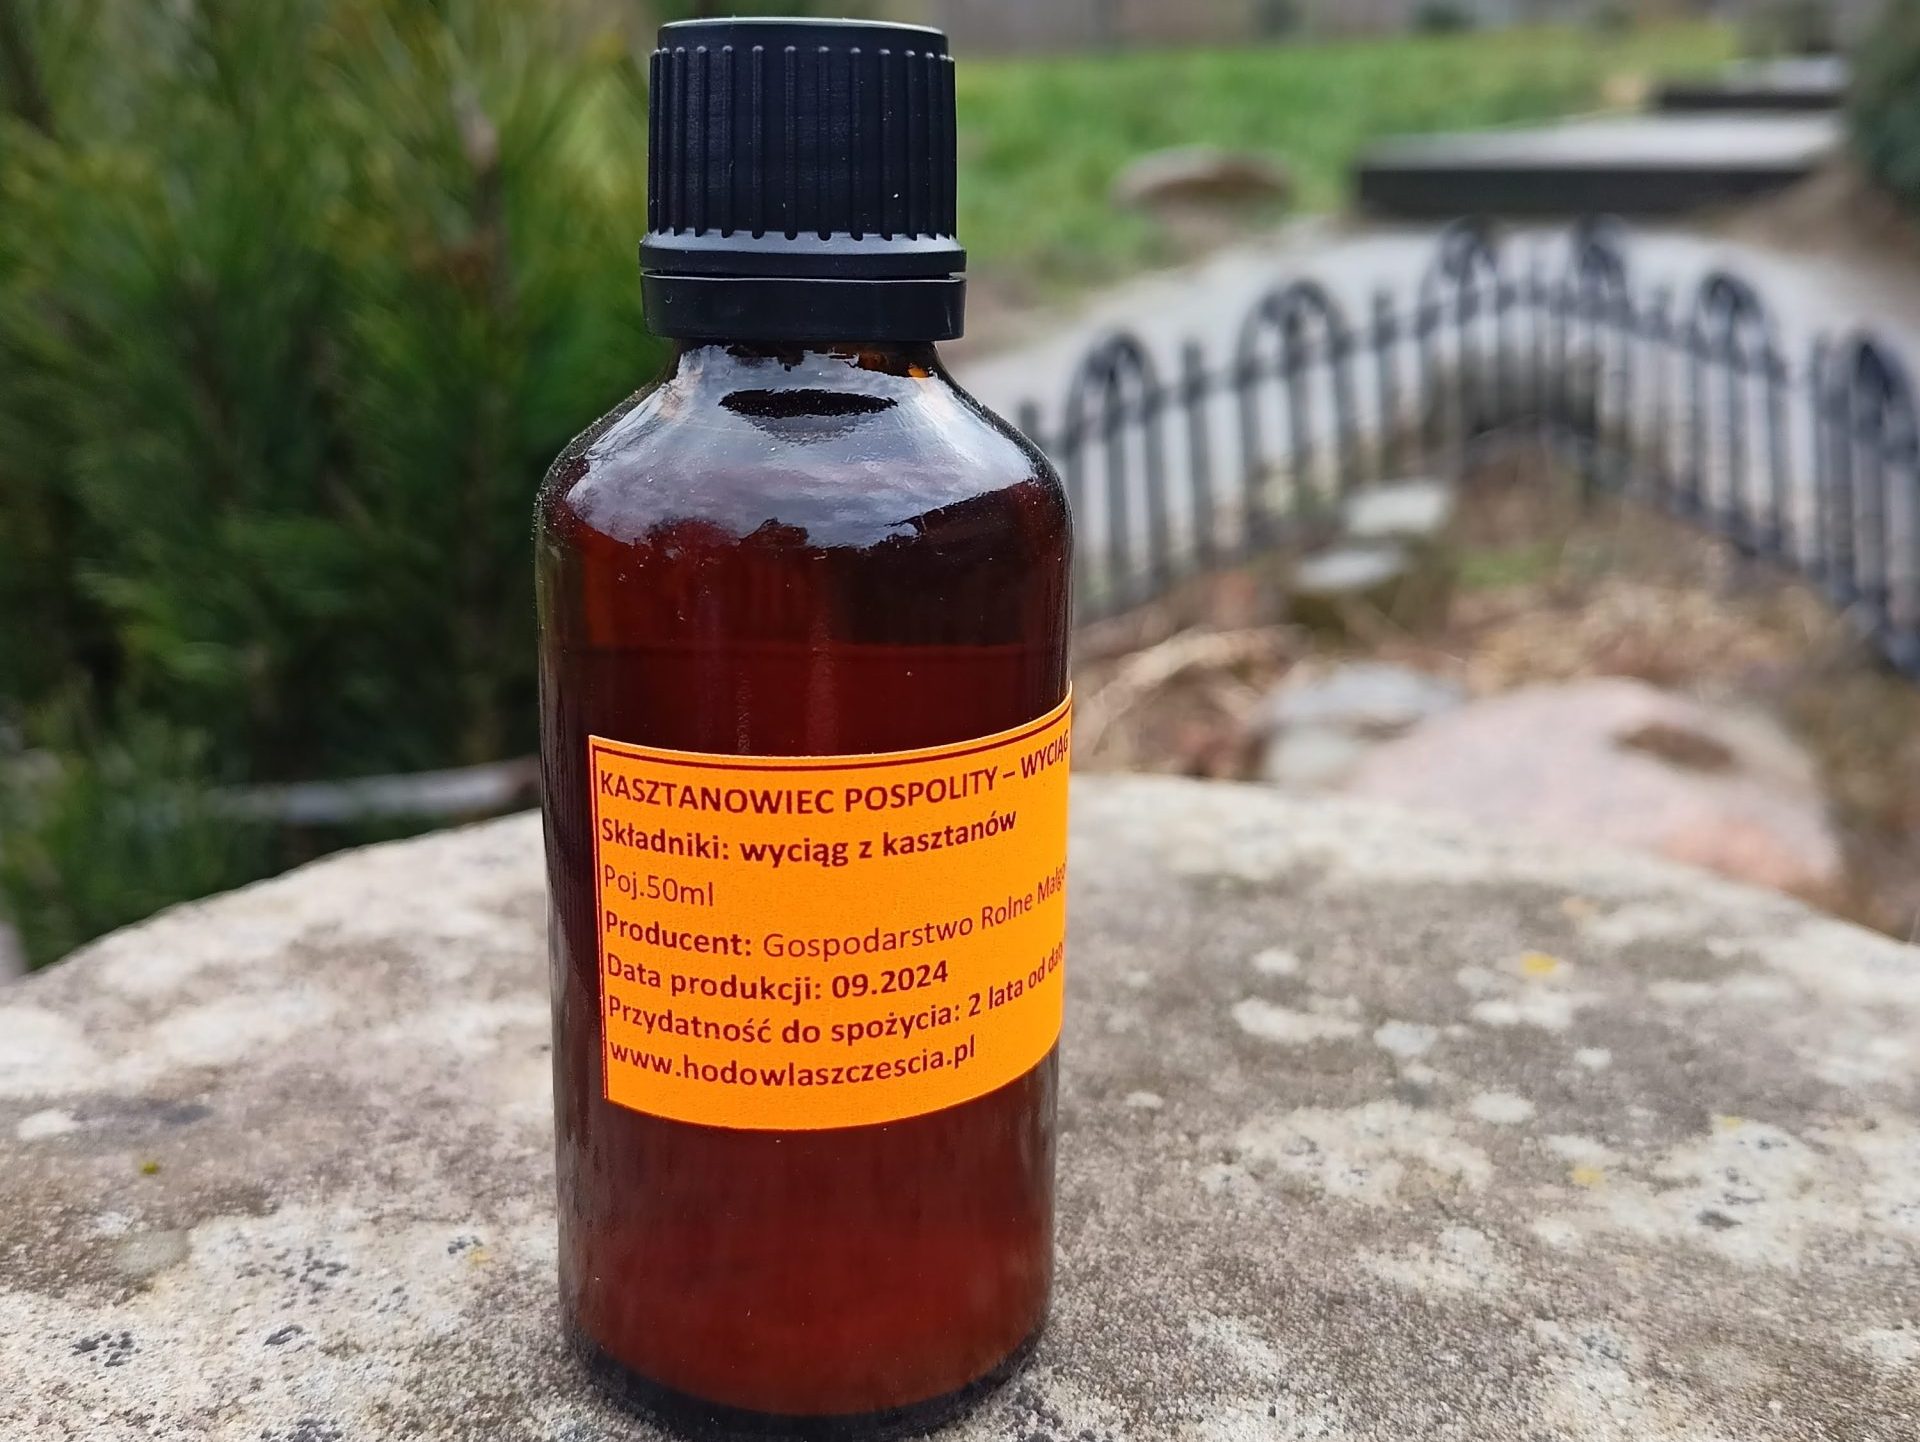 KASZTANOWIEC POSPOLITY – WYCIĄG
Składniki: wyciąg z kasztanów
Poj.50ml
Producent: Gospodarstwo Rolne
Data produkcji: 09.2024
Przydatność do spożycia: 2 lata od
www.hodowlaszczescia.pl